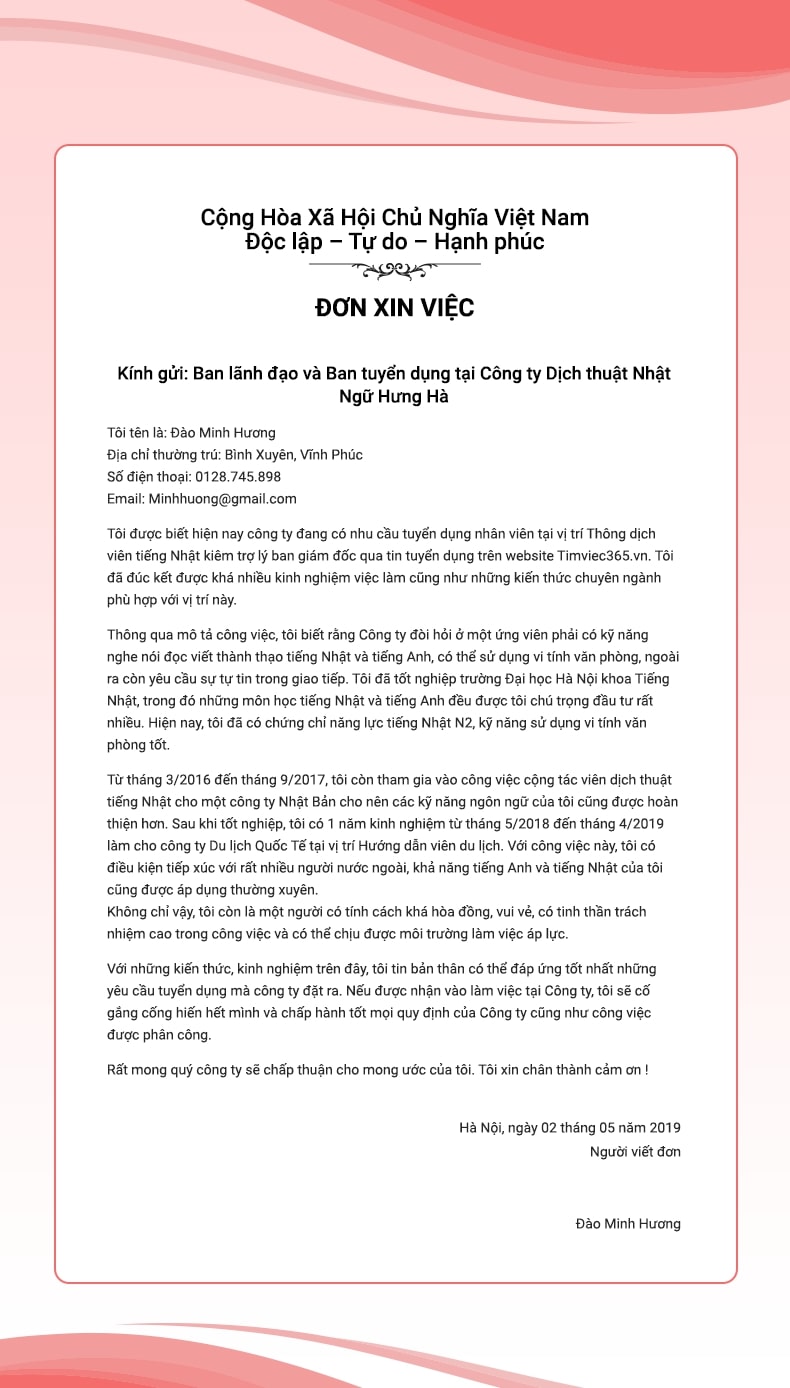 Cộng Hòa Xã Hội Chủ Nghĩa Việt Nam
Độc lập – Tự do – Hạnh phúc
ĐƠN XIN VIỆC
Kính gửi: Ban lãnh đạo và Ban tuyển dụng tại Công ty Dịch thuật Nhật
Ngữ Hưng Hà
Tôi tên là: Đào Minh Hương
Địa chỉ thường trú: Bình Xuyên, Vĩnh Phúc
Số điện thoại: 0128.745.898
Email: Minhhuong@gmail.com
Tôi được biết hiện nay công ty đang có nhu cầu tuyển dụng nhân viên tại vị trí Thông dịch
viên tiếng Nhật kiêm trợ lý ban giám đốc qua tin tuyển dụng trên website Timviec365.vn. Tôi
đã đúc kết được khá nhiều kinh nghiệm việc làm cũng như những kiến thức chuyên ngành
phù hợp với vị trí này.
Thông qua mô tả công việc, tôi biết rằng Công ty đòi hỏi ở một ứng viên phải có kỹ năng
nghe nói đọc viết thành thạo tiếng Nhật và tiếng Anh, có thể sử dụng vi tính văn phòng, ngoài
ra còn yêu cầu sự tự tin trong giao tiếp. Tôi đã tốt nghiệp trường Đại học Hà Nội khoa Tiếng
Nhật, trong đó những môn học tiếng Nhật và tiếng Anh đều được tôi chú trọng đầu tư rất
nhiều. Hiện nay, tôi đã có chứng chỉ năng lực tiếng Nhật N2, kỹ năng sử dụng vi tính văn
phòng tốt.
Từ tháng 3/2016 đến tháng 9/2017, tôi còn tham gia vào công việc cộng tác viên dịch thuật
tiếng Nhật cho một công ty Nhật Bản cho nên các kỹ năng ngôn ngữ của tôi cũng được hoàn
thiện hơn. Sau khi tốt nghiệp, tôi có 1 năm kinh nghiệm từ tháng 5/2018 đến tháng 4/2019
làm cho công ty Du lịch Quốc Tế tại vị trí Hướng dẫn viên du lịch. Với công việc này, tôi có
điều kiện tiếp xúc với rất nhiều người nước ngoài, khả năng tiếng Anh và tiếng Nhật của tôi
cũng được áp dụng thường xuyên.
Không chỉ vậy, tôi còn là một người có tính cách khá hòa đồng, vui vẻ, có tinh thần trách
nhiệm cao trong công việc và có thể chịu được môi trường làm việc áp lực.
Với những kiến thức, kinh nghiệm trên đây, tôi tin bản thân có thể đáp ứng tốt nhất những
yêu cầu tuyển dụng mà công ty đặt ra. Nếu được nhận vào làm việc tại Công ty, tôi sẽ cố
gắng cống hiến hết mình và chấp hành tốt mọi quy định của Công ty cũng như công việc
được phân công.
Rất mong quý công ty sẽ chấp thuận cho mong ước của tôi. Tôi xin chân thành cảm ơn !
Hà Nội, ngày 02 tháng 05 năm 2019
Người viết đơn
Đào Minh Hương